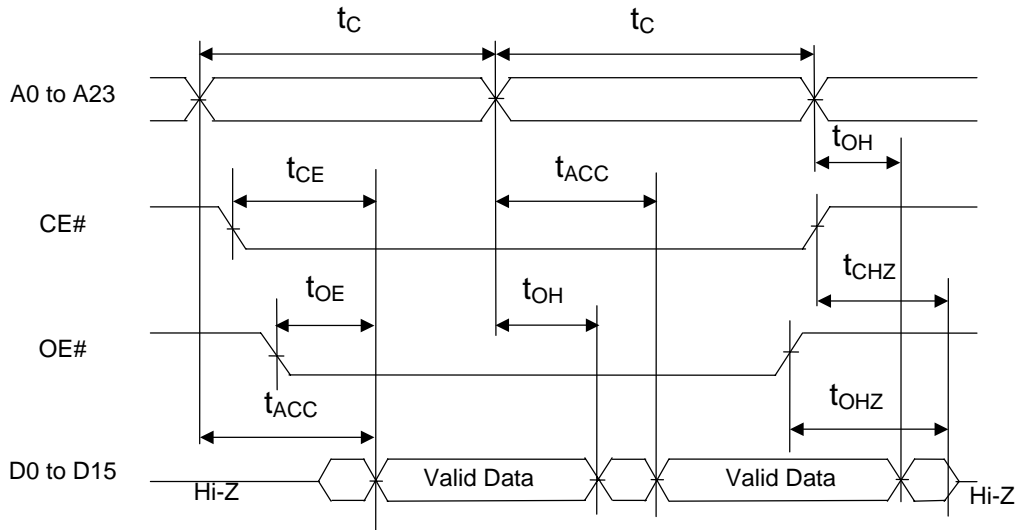 tC tC
A0 to A23
tOH
tCE tACC
CE#
tCHZ
tOE tOH
OE#
tACC tOHZ
D0 to D15 Hi-Z Valid Data Valid Data Hi-Z